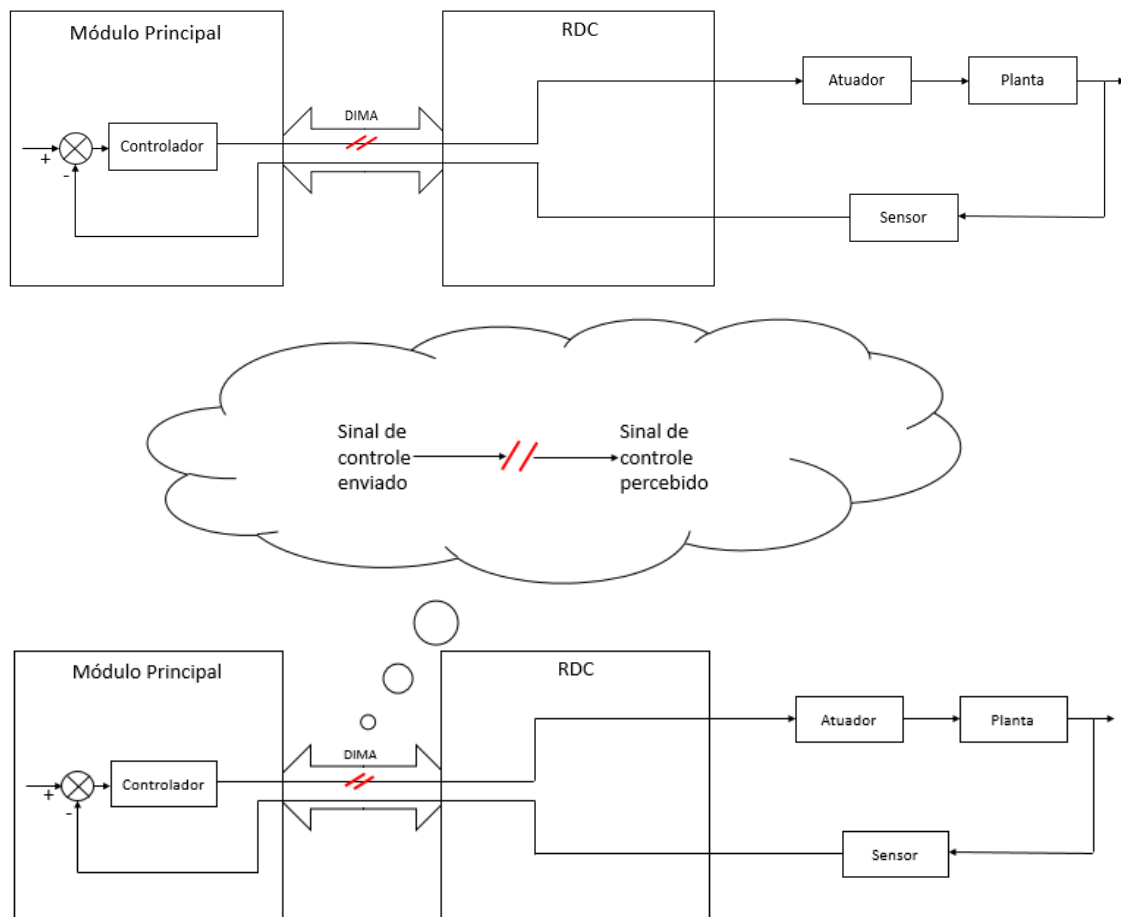 Módulo Principal
RDC
Atuador
Planta
DIMA
Controlador
+
-
Sensor
Sinal de
controle
enviado
Sinal de
controle
percebido
Módulo Principal
RDC
Atuador
Planta
DIMA
Controlador
+
-
Sensor